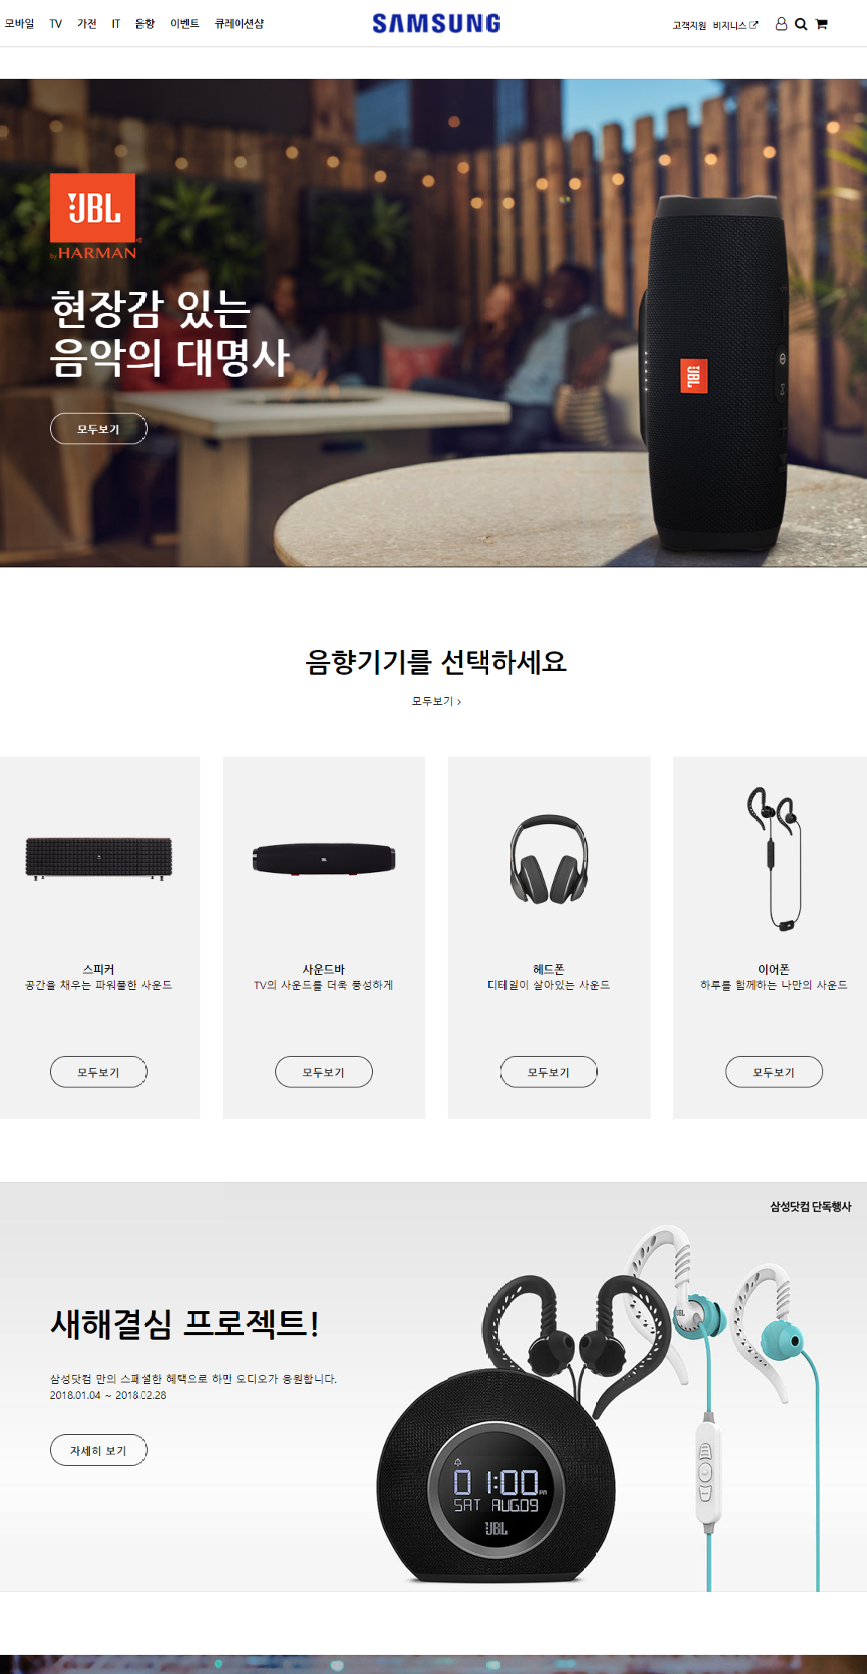 모바일 TV 가전 IT 음향 이벤트 큐레이션샵
SAMSUNG
고객지원 비지니스
JBL
by HARMAN
현장감 있는
음악의 대명사
모두보기
JBL
음향기기를 선택하세요
모두보기 >
스피커
공간을 채우는 파워풀한 사운드
모두보기
사운드바
TV의 사운드를 더욱 풍성하게
모두보기
헤드폰
디테일이 살아있는 사운드
모두보기
이어폰
하루를 함께하는 나만의 사운드
모두보기
삼성닷컴 단독행사
새해결심 프로젝트!
삼성닷컴 만의 스페셜한 혜택으로 하만 오디오가 응원합니다.
2018.01.04 ~ 2018.02.28
자세히 보기
JBL
01:00 PM
SAT AUG.09
JBL